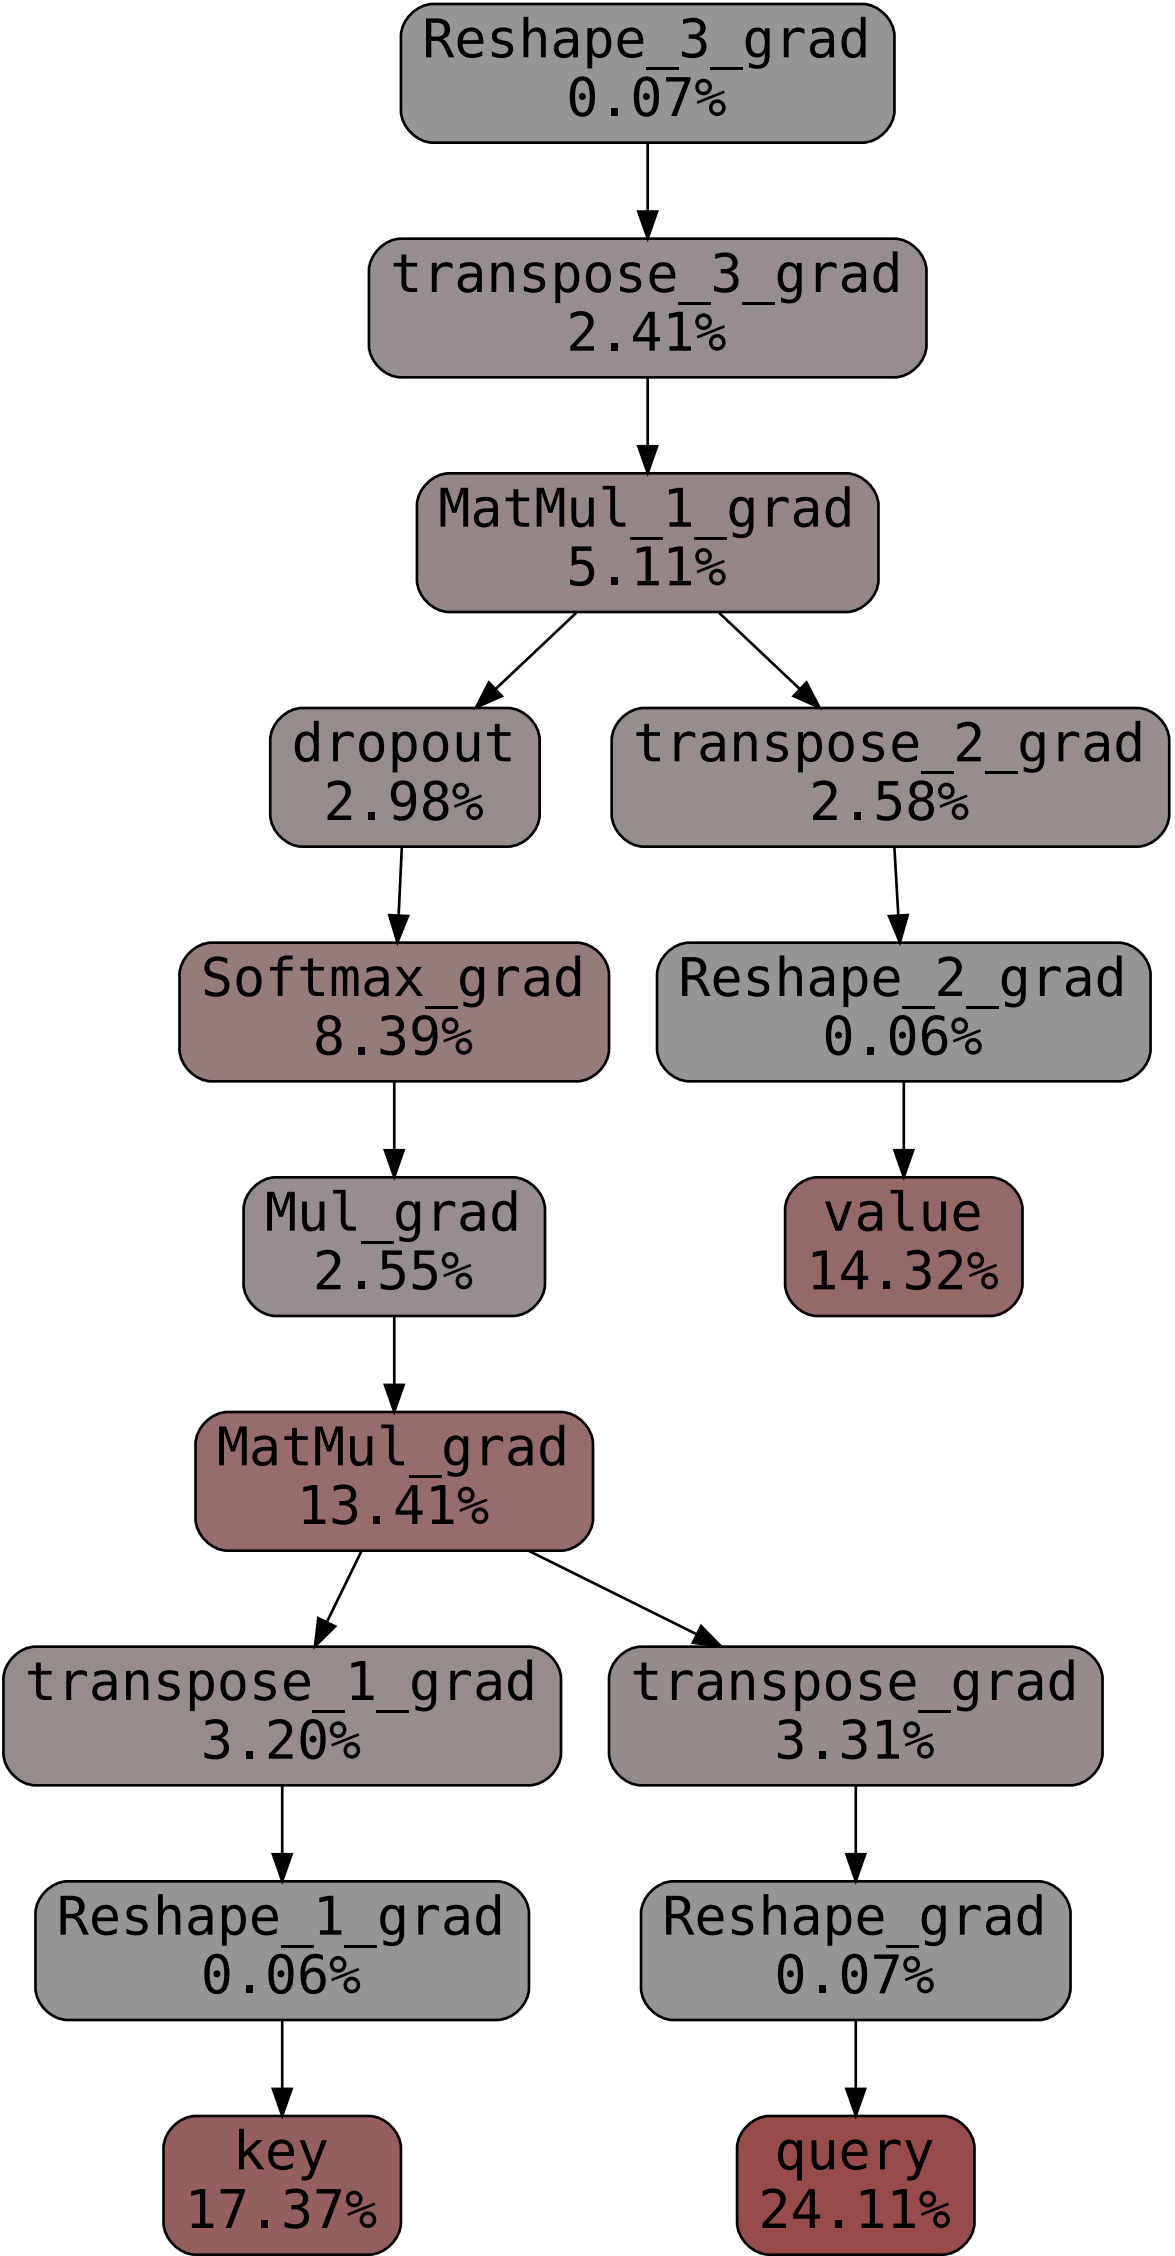 Reshape_3_grad
0.07%
transpose_3_grad
2.41%
MatMul_1_grad
5.11%
dropout
2.98%
transpose_2_grad
2.58%
Softmax_grad
8.39%
Reshape_2_grad
0.06%
Mul_grad
2.55%
value
14.32%
MatMul_grad
13.41%
transpose_1_grad
3.20%
transpose_grad
3.31%
Reshape_1_grad
0.06%
Reshape_grad
0.07%
key
17.37%
query
24.11%